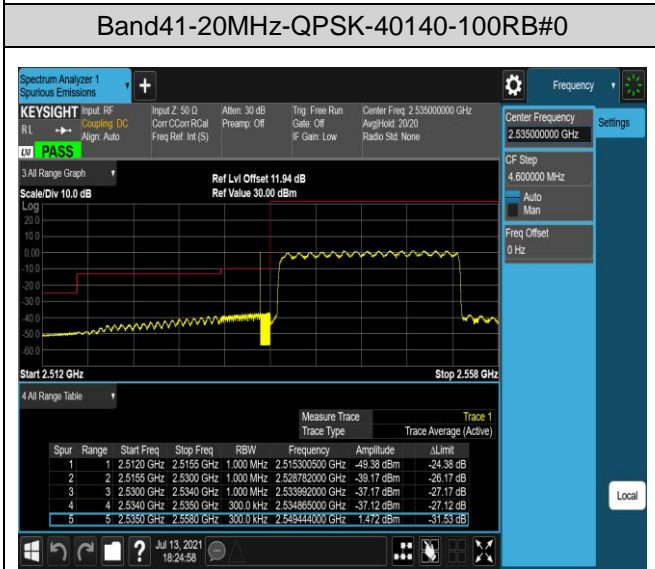 Band41-20MHz-QPSK-40140-100RB#0
Spectrum Analyzer 1
Spurious Emissions
+
Frequency
KEYSIGHT Input: RF Input Z: 50 Ω Atten: 30 dB Trig: Free Run Center Freq: 2.535000000 GHz
RL Coupling: DC Corr CCorr RCal Preamp: Off Gate: Off Avg|Hold: 20/20
Align: Auto Freq Ref: Int (S) IF Gain: Low Radio Std: None
LXI PASS
Center Frequency
2.535000000 GHz
Settings
CF Step
4.600000 MHz
Auto
Man
Freq Offset
0 Hz
3 All Range Graph
Ref Lvl Offset 11.94 dB
Scale/Div 10.0 dB Ref Value 30.00 dBm
Log
20.0
10.0
0.00
-10.0
-20.0
-30.0
-40.0
-50.0
-60.0
Start 2.512 GHz Stop 2.558 GHz
4 All Range Table
Measure Trace Trace 1
Trace Type Trace Average (Active)
Spur Range Start Freq Stop Freq RBW Frequency Amplitude ΔLimit
1 1 2.5120 GHz 2.5155 GHz 1.000 MHz 2.515300500 GHz -49.38 dBm -24.38 dB
2 2 2.5155 GHz 2.5300 GHz 1.000 MHz 2.528782000 GHz -39.17 dBm -26.17 dB
3 3 2.5300 GHz 2.5340 GHz 1.000 MHz 2.533992000 GHz -37.17 dBm -27.17 dB
4 4 2.5340 GHz 2.5350 GHz 300.0 kHz 2.534865000 GHz -37.12 dBm -27.12 dB
5 5 2.5350 GHz 2.5580 GHz 300.0 kHz 2.549444000 GHz 1.472 dBm -31.53 dB
Local
? Jul 13, 2021
18:24:58